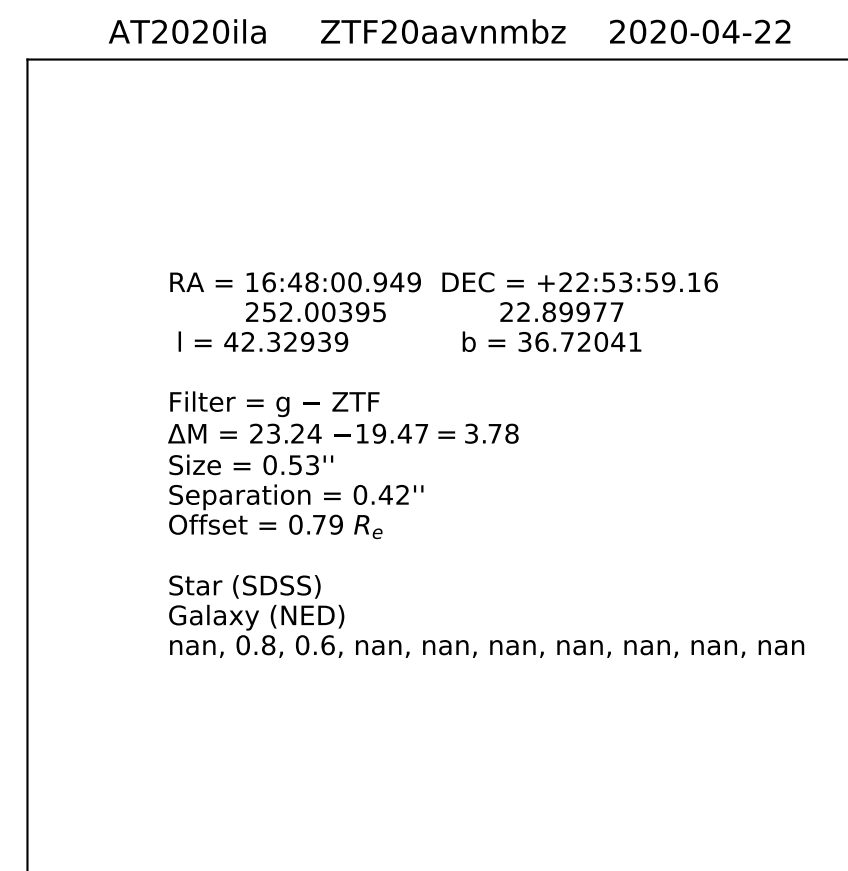 AT2020ila ZTF20aavnmbz 2020-04-22
RA = 16:48:00.949 DEC = +22:53:59.16
252.00395 22.89977
l = 42.32939 b = 36.72041
Filter = g − ZTF
ΔM = 23.24 −19.47 = 3.78
Size = 0.53''
Separation = 0.42''
Offset = 0.79 Rₑ
Star (SDSS)
Galaxy (NED)
nan, 0.8, 0.6, nan, nan, nan, nan, nan, nan, nan